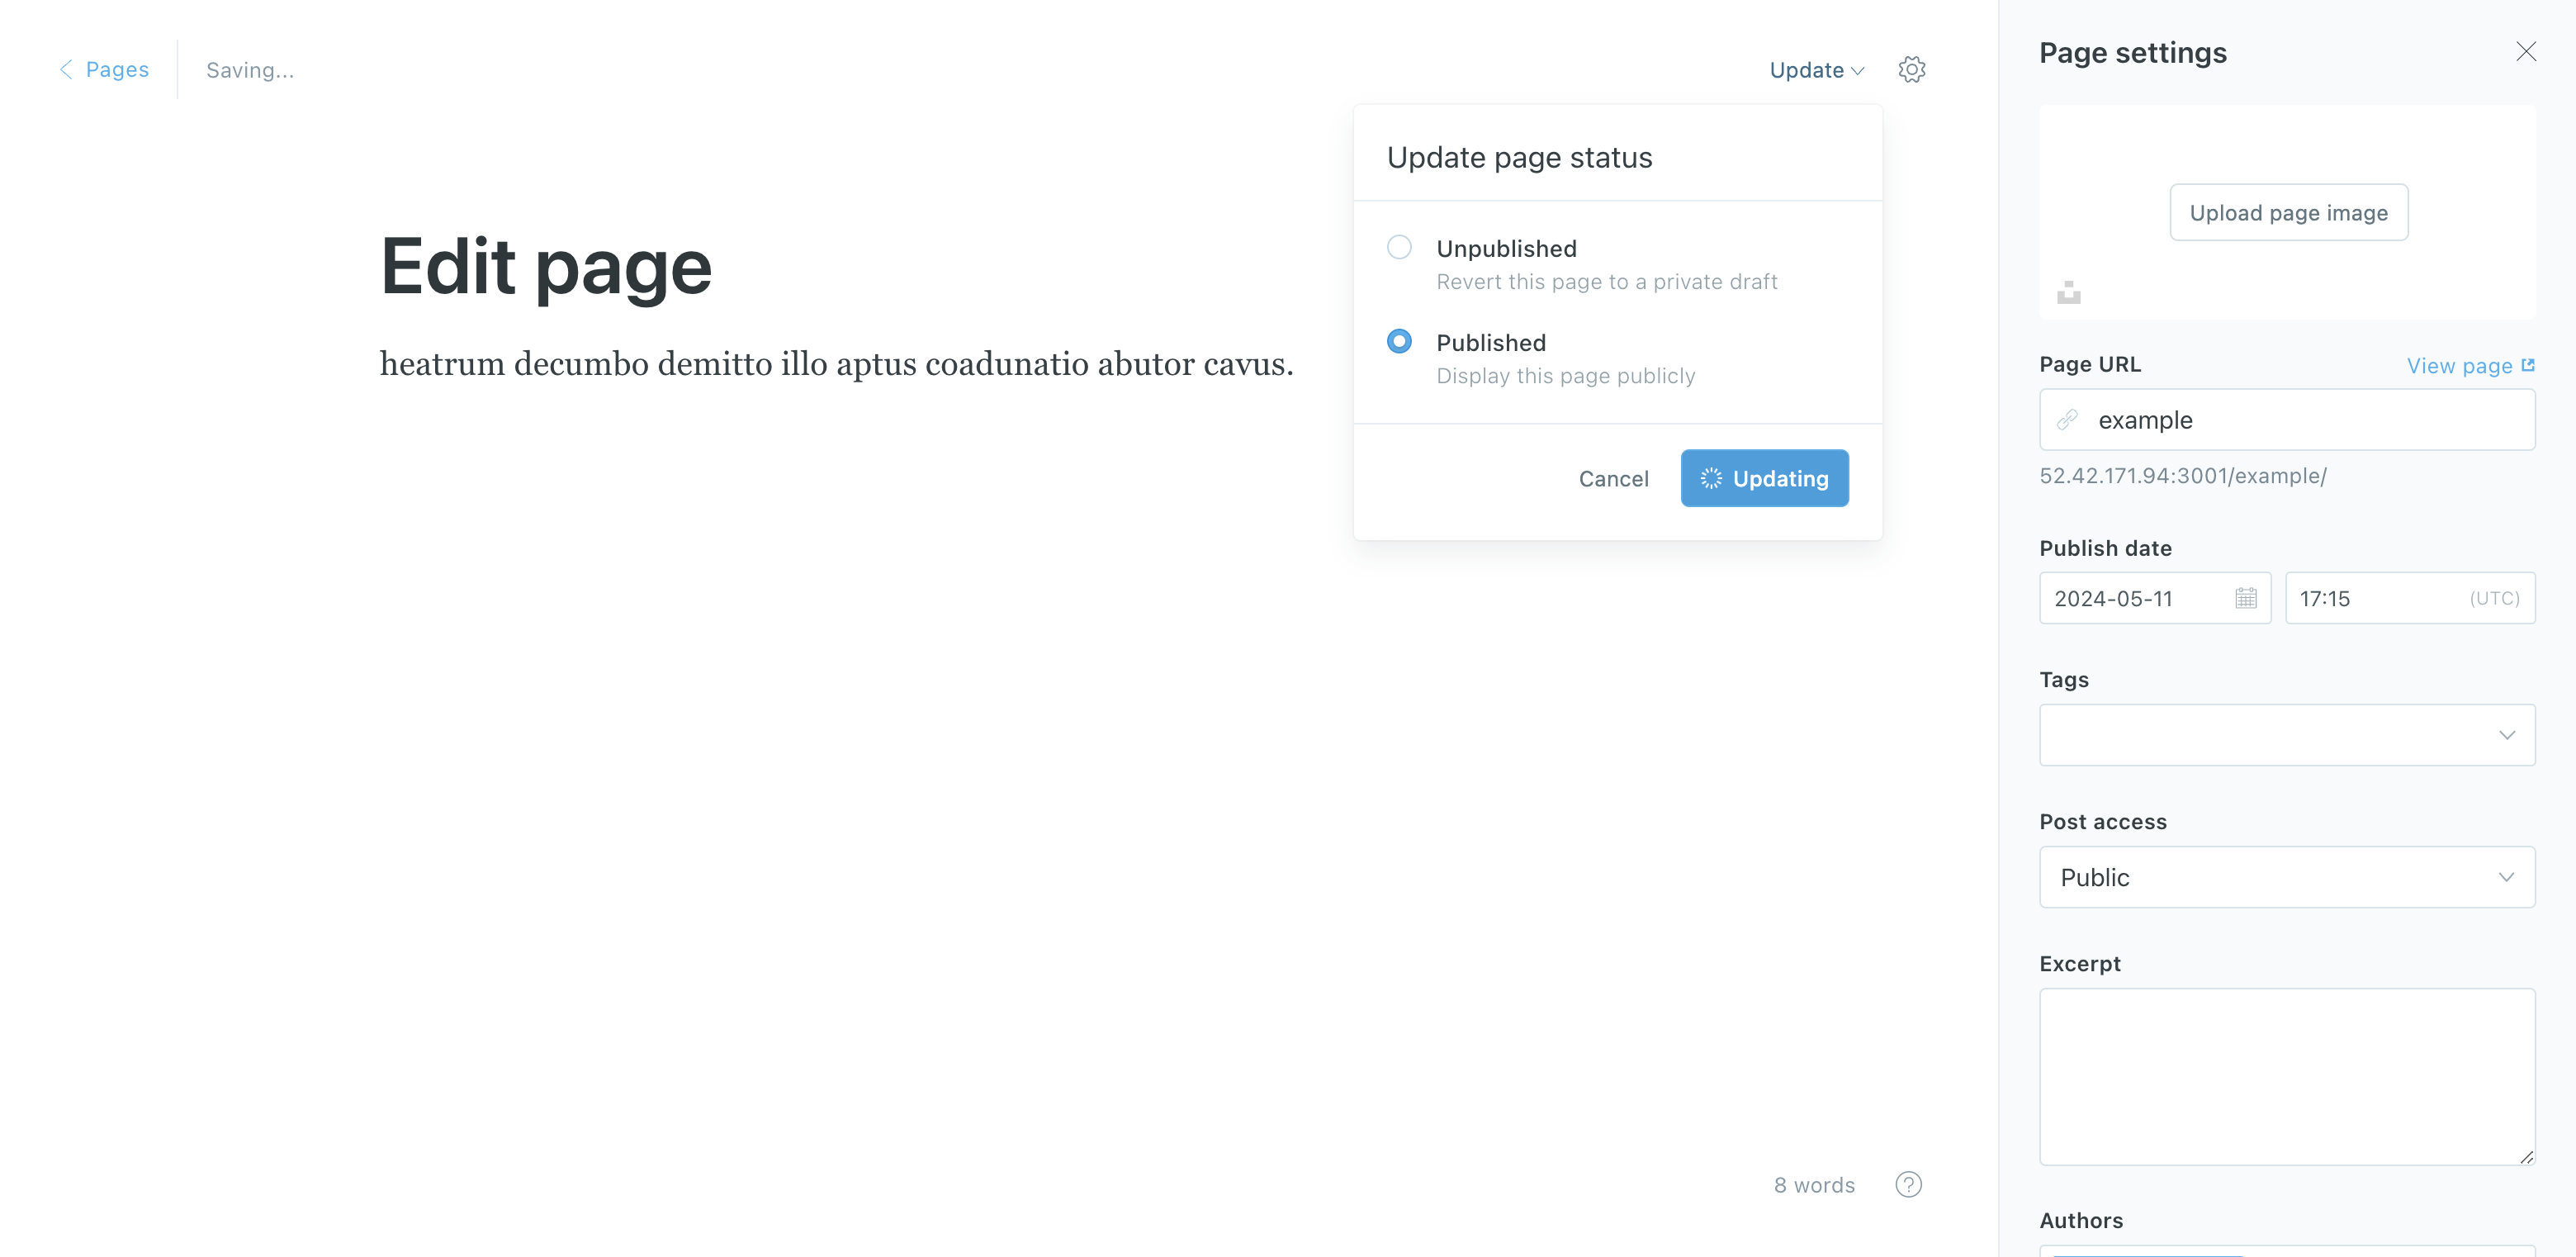 Pages
Saving...
Update
Update page status
Unpublished
Revert this page to a private draft
Published
Display this page publicly
Cancel
Updating
Edit page
heatrum decumbo demitto illo aptus coadunatio abutor cavus.
8 words
?
Page settings
Upload page image
Page URL
View page
example
52.42.171.94:3001/example/
Publish date
2024-05-11
17:15
(UTC)
Tags
Post access
Public
Excerpt
Authors